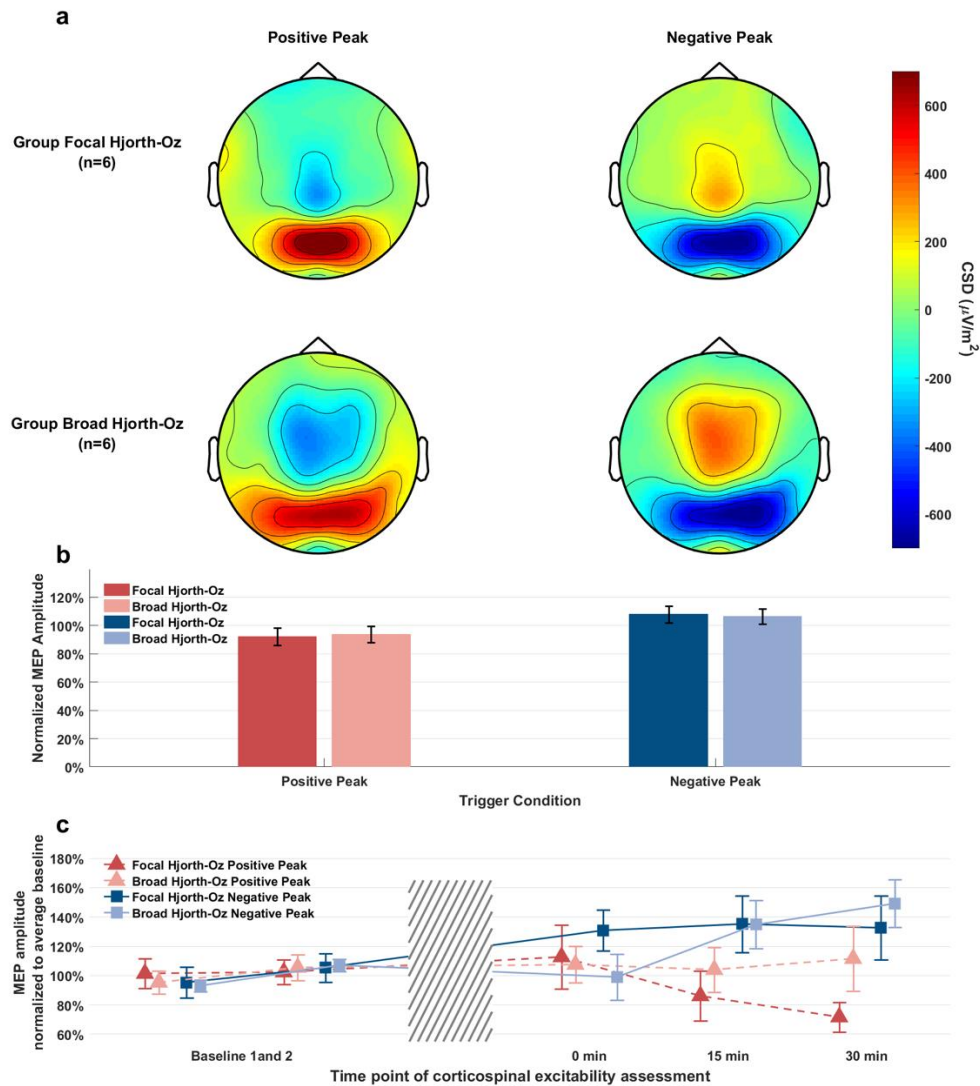 a
Positive Peak
Negative Peak
Group Focal Hjorth-Oz
(n=6)
Group Broad Hjorth-Oz
(n=6)
600
400
200
0
-200
-400
-600
CSD (μV/m²)
b
Normalized MEP Amplitude
120%
100%
80%
60%
40%
20%
0%
Focal Hjorth-Oz
Broad Hjorth-Oz
Focal Hjorth-Oz
Broad Hjorth-Oz
Positive Peak
Negative Peak
Trigger Condition
c
MEP amplitude
normalized to average baseline
180%
160%
140%
120%
100%
80%
60%
Focal Hjorth-Oz Positive Peak
Broad Hjorth-Oz Positive Peak
Focal Hjorth-Oz Negative Peak
Broad Hjorth-Oz Negative Peak
Baseline 1and 2
0 min
15 min
30 min
Time point of corticospinal excitability assessment